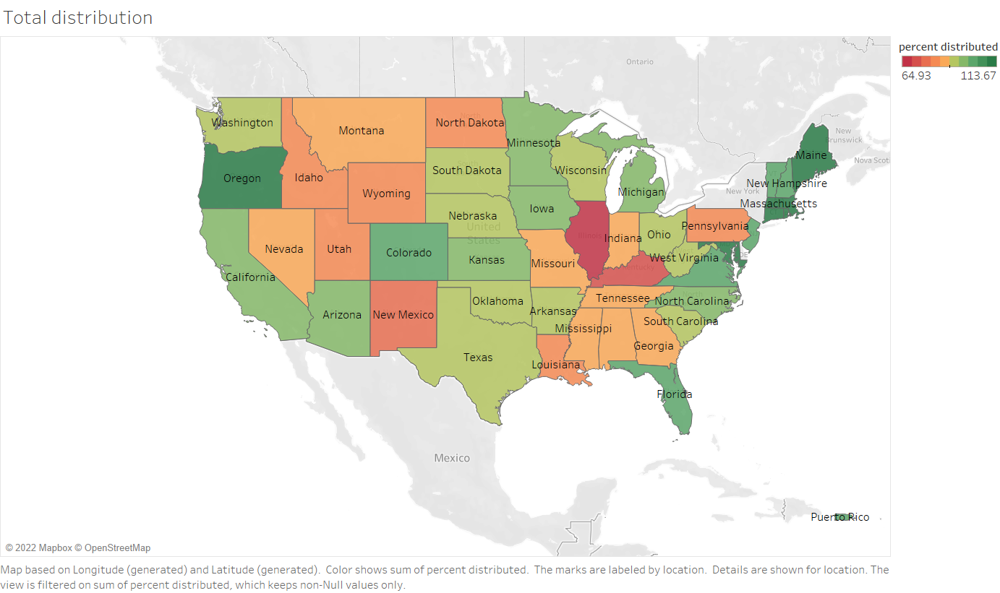 Total distribution
percent distributed
64.93 113.67
Ontario
Washington
Montana
North Dakota
Minnesota
New
Brunswick
Maine
Nova Scot
Oregon
Idaho
South Dakota
Wisconsin
Michigan
New York
New Hampshire
Wyoming
Massachusetts
Iowa
Nebraska
United
States
Pennsylvania
Illinois
Indiana
Ohio
Nevada
Utah
Colorado
Kansas
Missouri
West Virginia
DE
Kentucky
California
Tennessee
North Carolina
Oklahoma
Arkansas
Arizona
New Mexico
South Carolina
Mississippi
Georgia
Texas
Louisiana
Florida
Mexico
Puerto Rico
© 2022 Mapbox © OpenStreetMap
Map based on Longitude (generated) and Latitude (generated). Color shows sum of percent distributed. The marks are labeled by location. Details are shown for location. The
view is filtered on sum of percent distributed, which keeps non-Null values only.